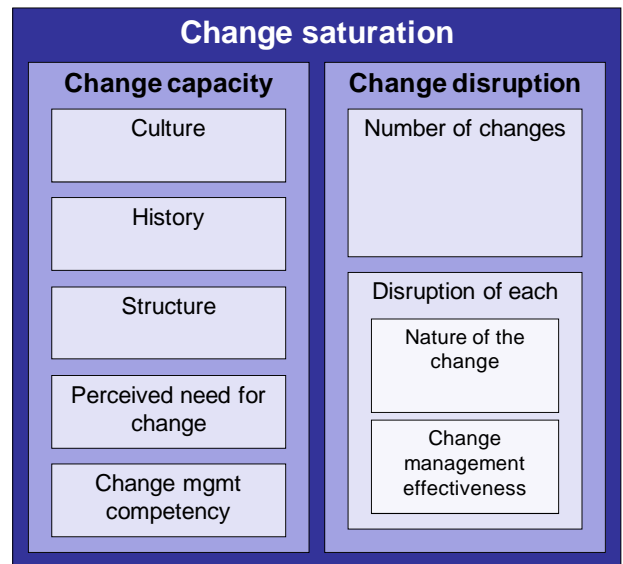 Change saturation
Change capacity
Culture
History
Structure
Perceived need for
change
Change mgmt
competency
Change disruption
Number of changes
Disruption of each
Nature of the
change
Change
management
effectiveness